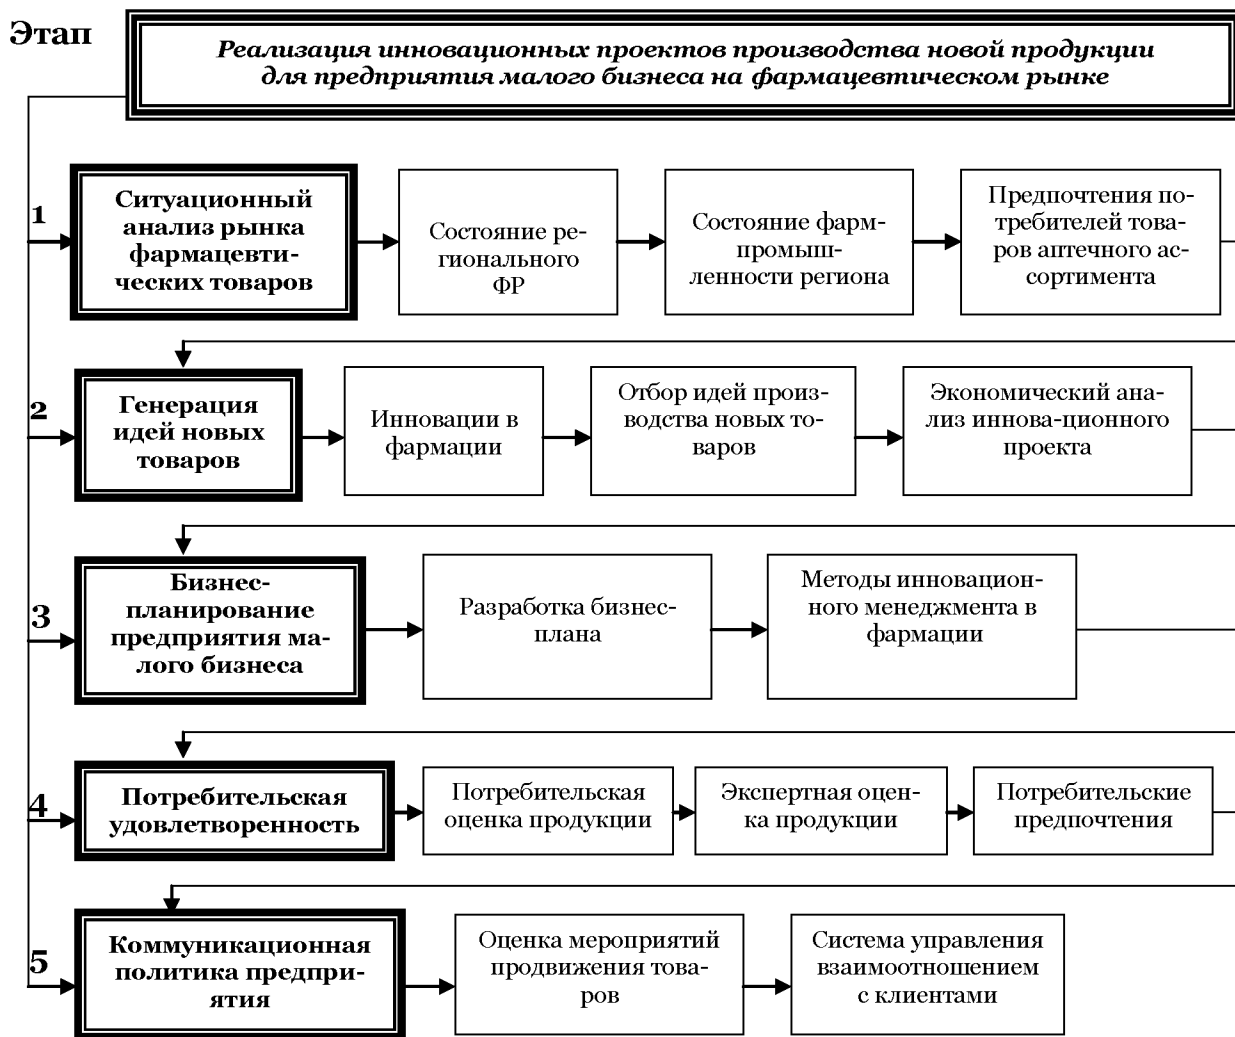 Этап
Реализация инновационных проектов производства новой продукции
для предприятия малого бизнеса на фармацевтическом рынке
1
Ситуационный
анализ рынка
фармацевти-
ческих товаров
Состояние ре-
гионального
ФР
Состояние фарм-
промыш-
ленности региона
Предпочтения по-
требителей това-
ров аптечного ас-
сортимента
2
Генерация
идей новых
товаров
Инновации в
фармации
Отбор идей произ-
водства новых то-
варов
Экономический ана-
лиз иннова-ционного
проекта
3
Бизнес-
планирование
предприятия ма-
лого бизнеса
Разработка бизнес-
плана
Методы инновацион-
ного менеджмента в
фармации
4
Потребительская
удовлетворенность
Потребительская
оценка продукции
Экспертная оцен-
ка продукции
Потребительские
предпочтения
5
Коммуникационная
политика предпри-
ятия
Оценка мероприятий
продвижения това-
ров
Система управления
взаимоотношением
с клиентами